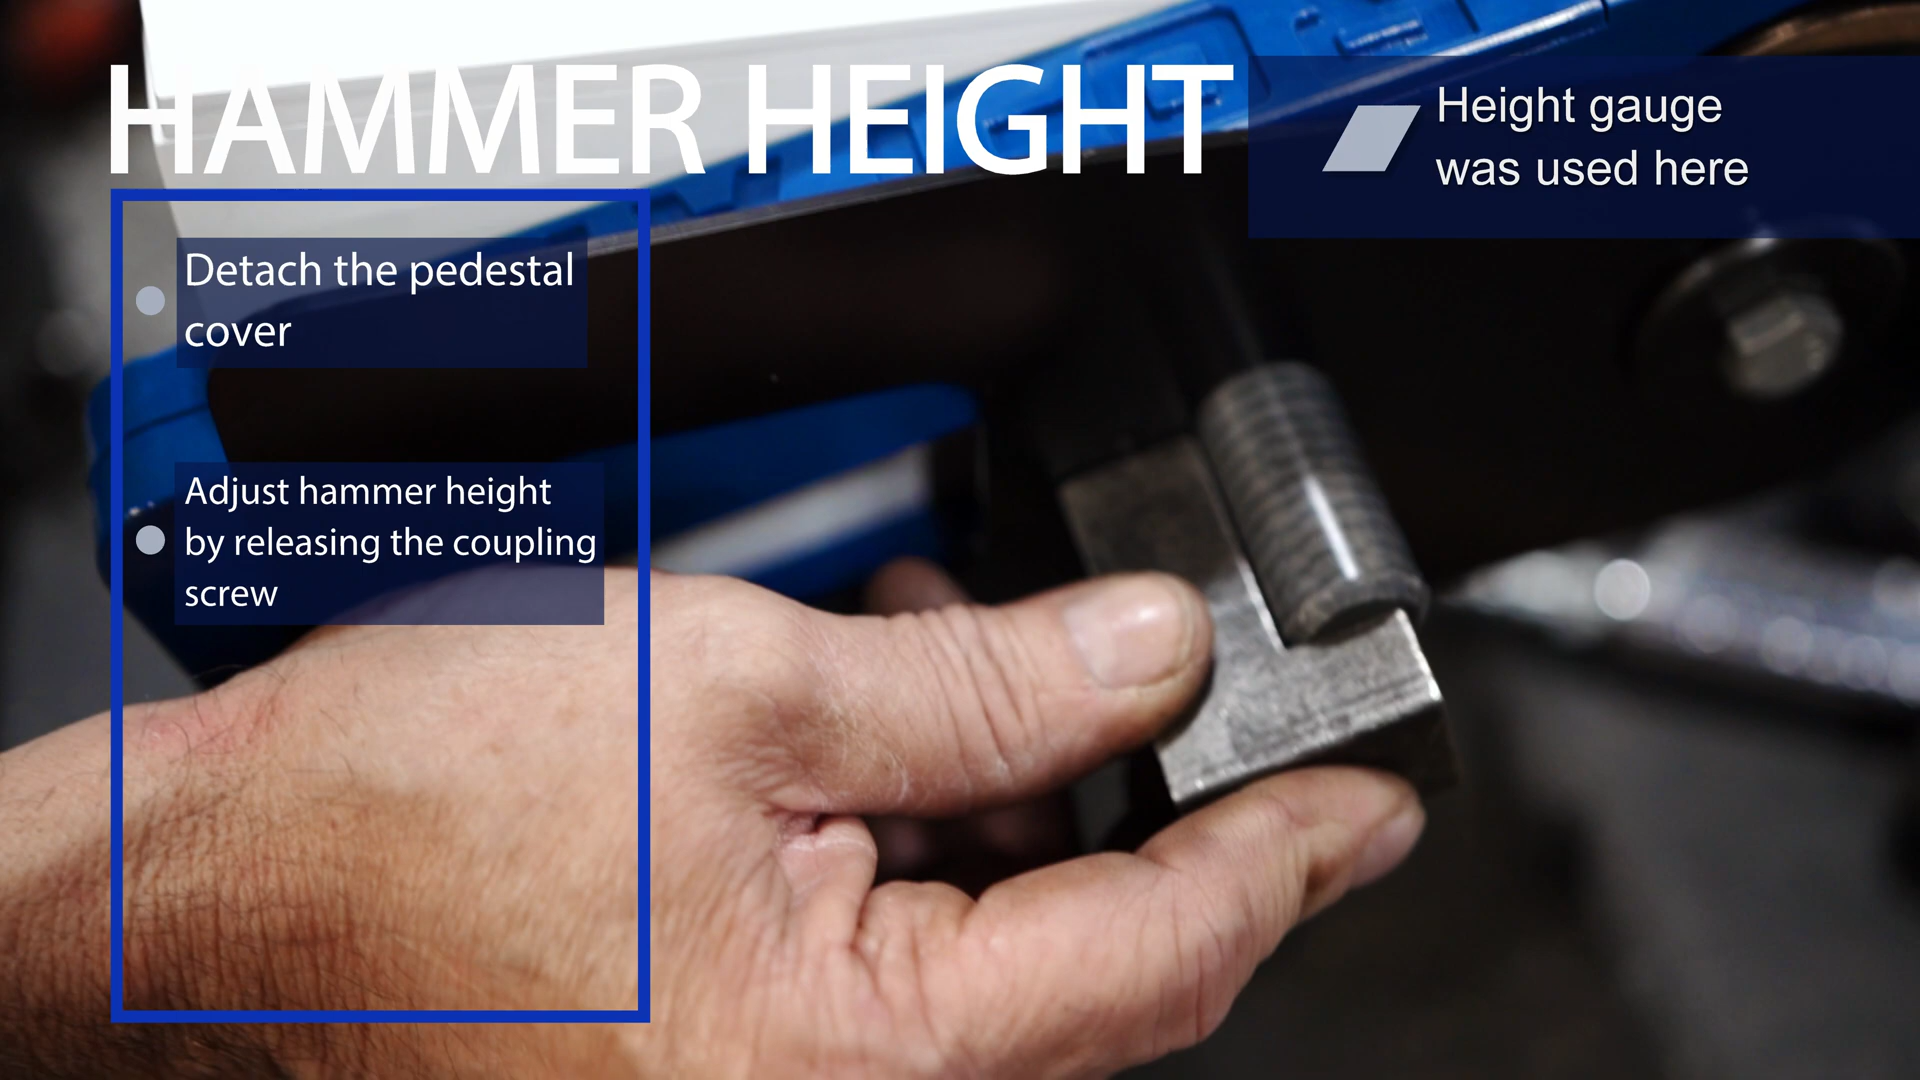 HAMMER HEIGHT
Height gauge
was used here
Detach the pedestal
cover
Adjust hammer height
by releasing the coupling
screw